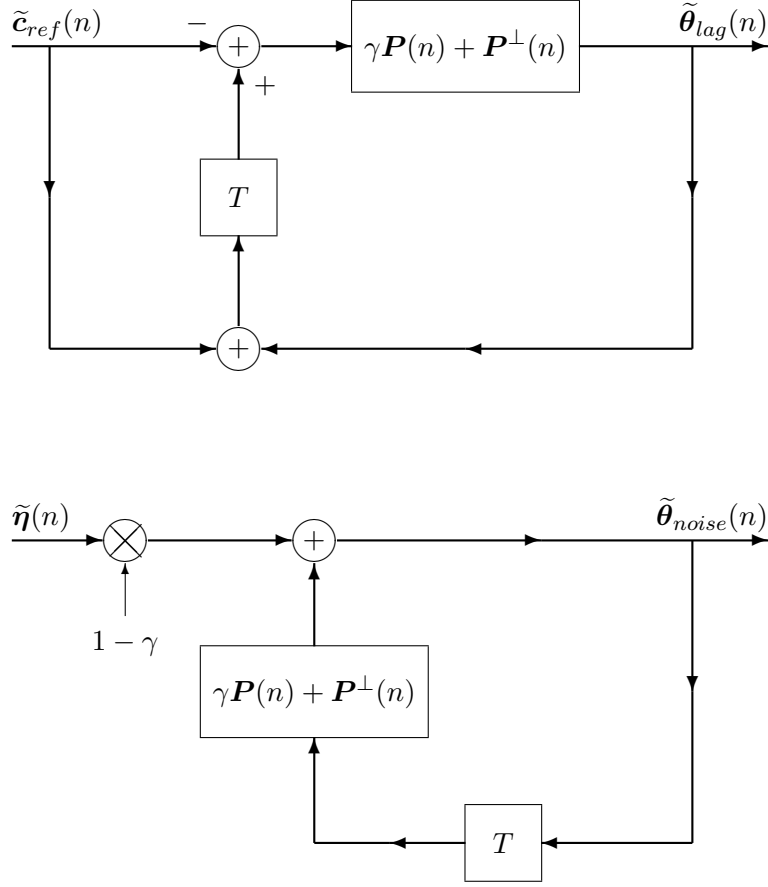 c̃_ref(n) − + γP(n) + P^⊥(n) θ̃_lag(n)
+
T
+
η̃(n) + θ̃_noise(n)
1 − γ
γP(n) + P^⊥(n)
T